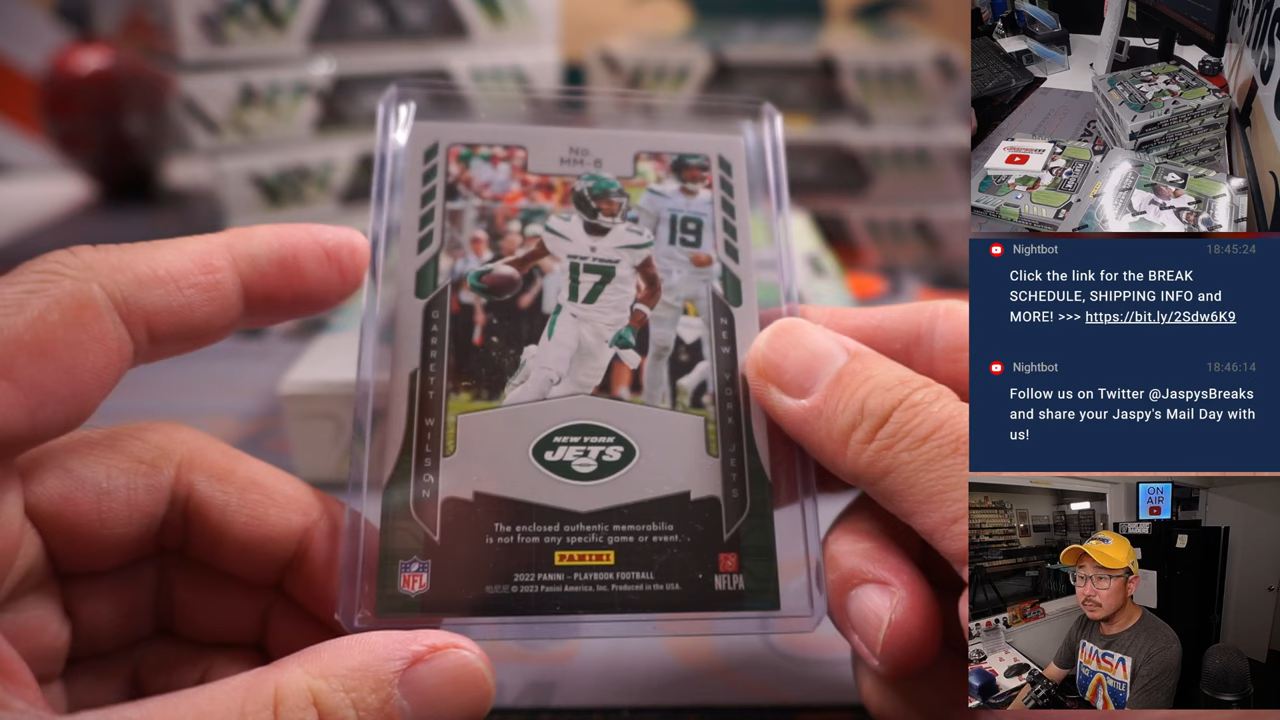 No.
MM-6
19
NEW YORK
17
GARRETT WILSON
NEW YORK JETS
NEW YORK
JETS
The enclosed authentic memorabilia
is not from any specific game or event.
PANINI
2022 PANINI – PLAYBOOK FOOTBALL
© 2023 Panini America, Inc. Produced in the USA.
NFL
NFLPA
Nightbot 18:45:24
Click the link for the BREAK
SCHEDULE, SHIPPING INFO and
MORE! >>> https://bit.ly/2Sdw6K9
Nightbot 18:46:14
Follow us on Twitter @JaspysBreaks
and share your Jaspy's Mail Day with
us!
ON
AIR
NASA